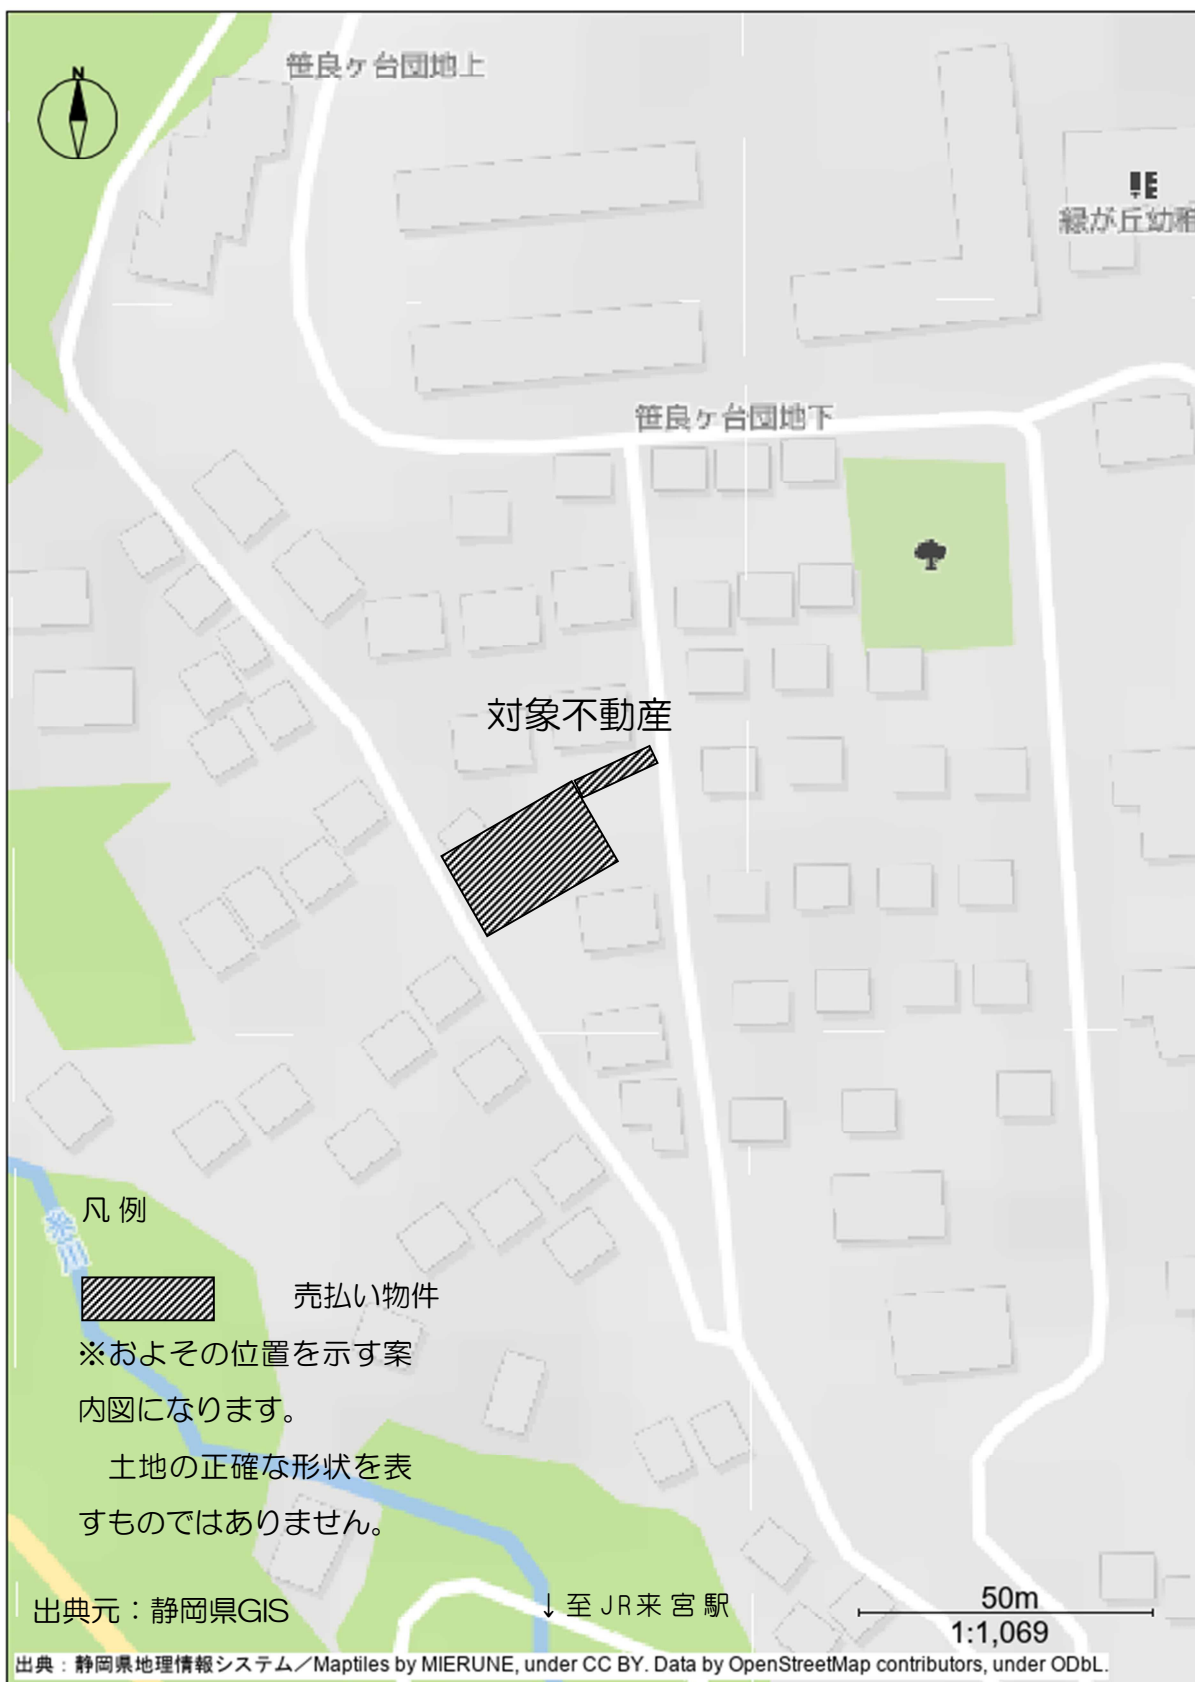 笹良ヶ台団地上
N
緑が丘幼稚
笹良ヶ台団地下
対象不動産
凡例
糸川
売払い物件
※およその位置を示す案
内図になります。
土地の正確な形状を表
すものではありません。
出典元：静岡県GIS
↓至JR来宮駅
50m
1:1,069
出典：静岡県地理情報システム／Maptiles by MIERUNE, under CC BY. Data by OpenStreetMap contributors, under ODbL.